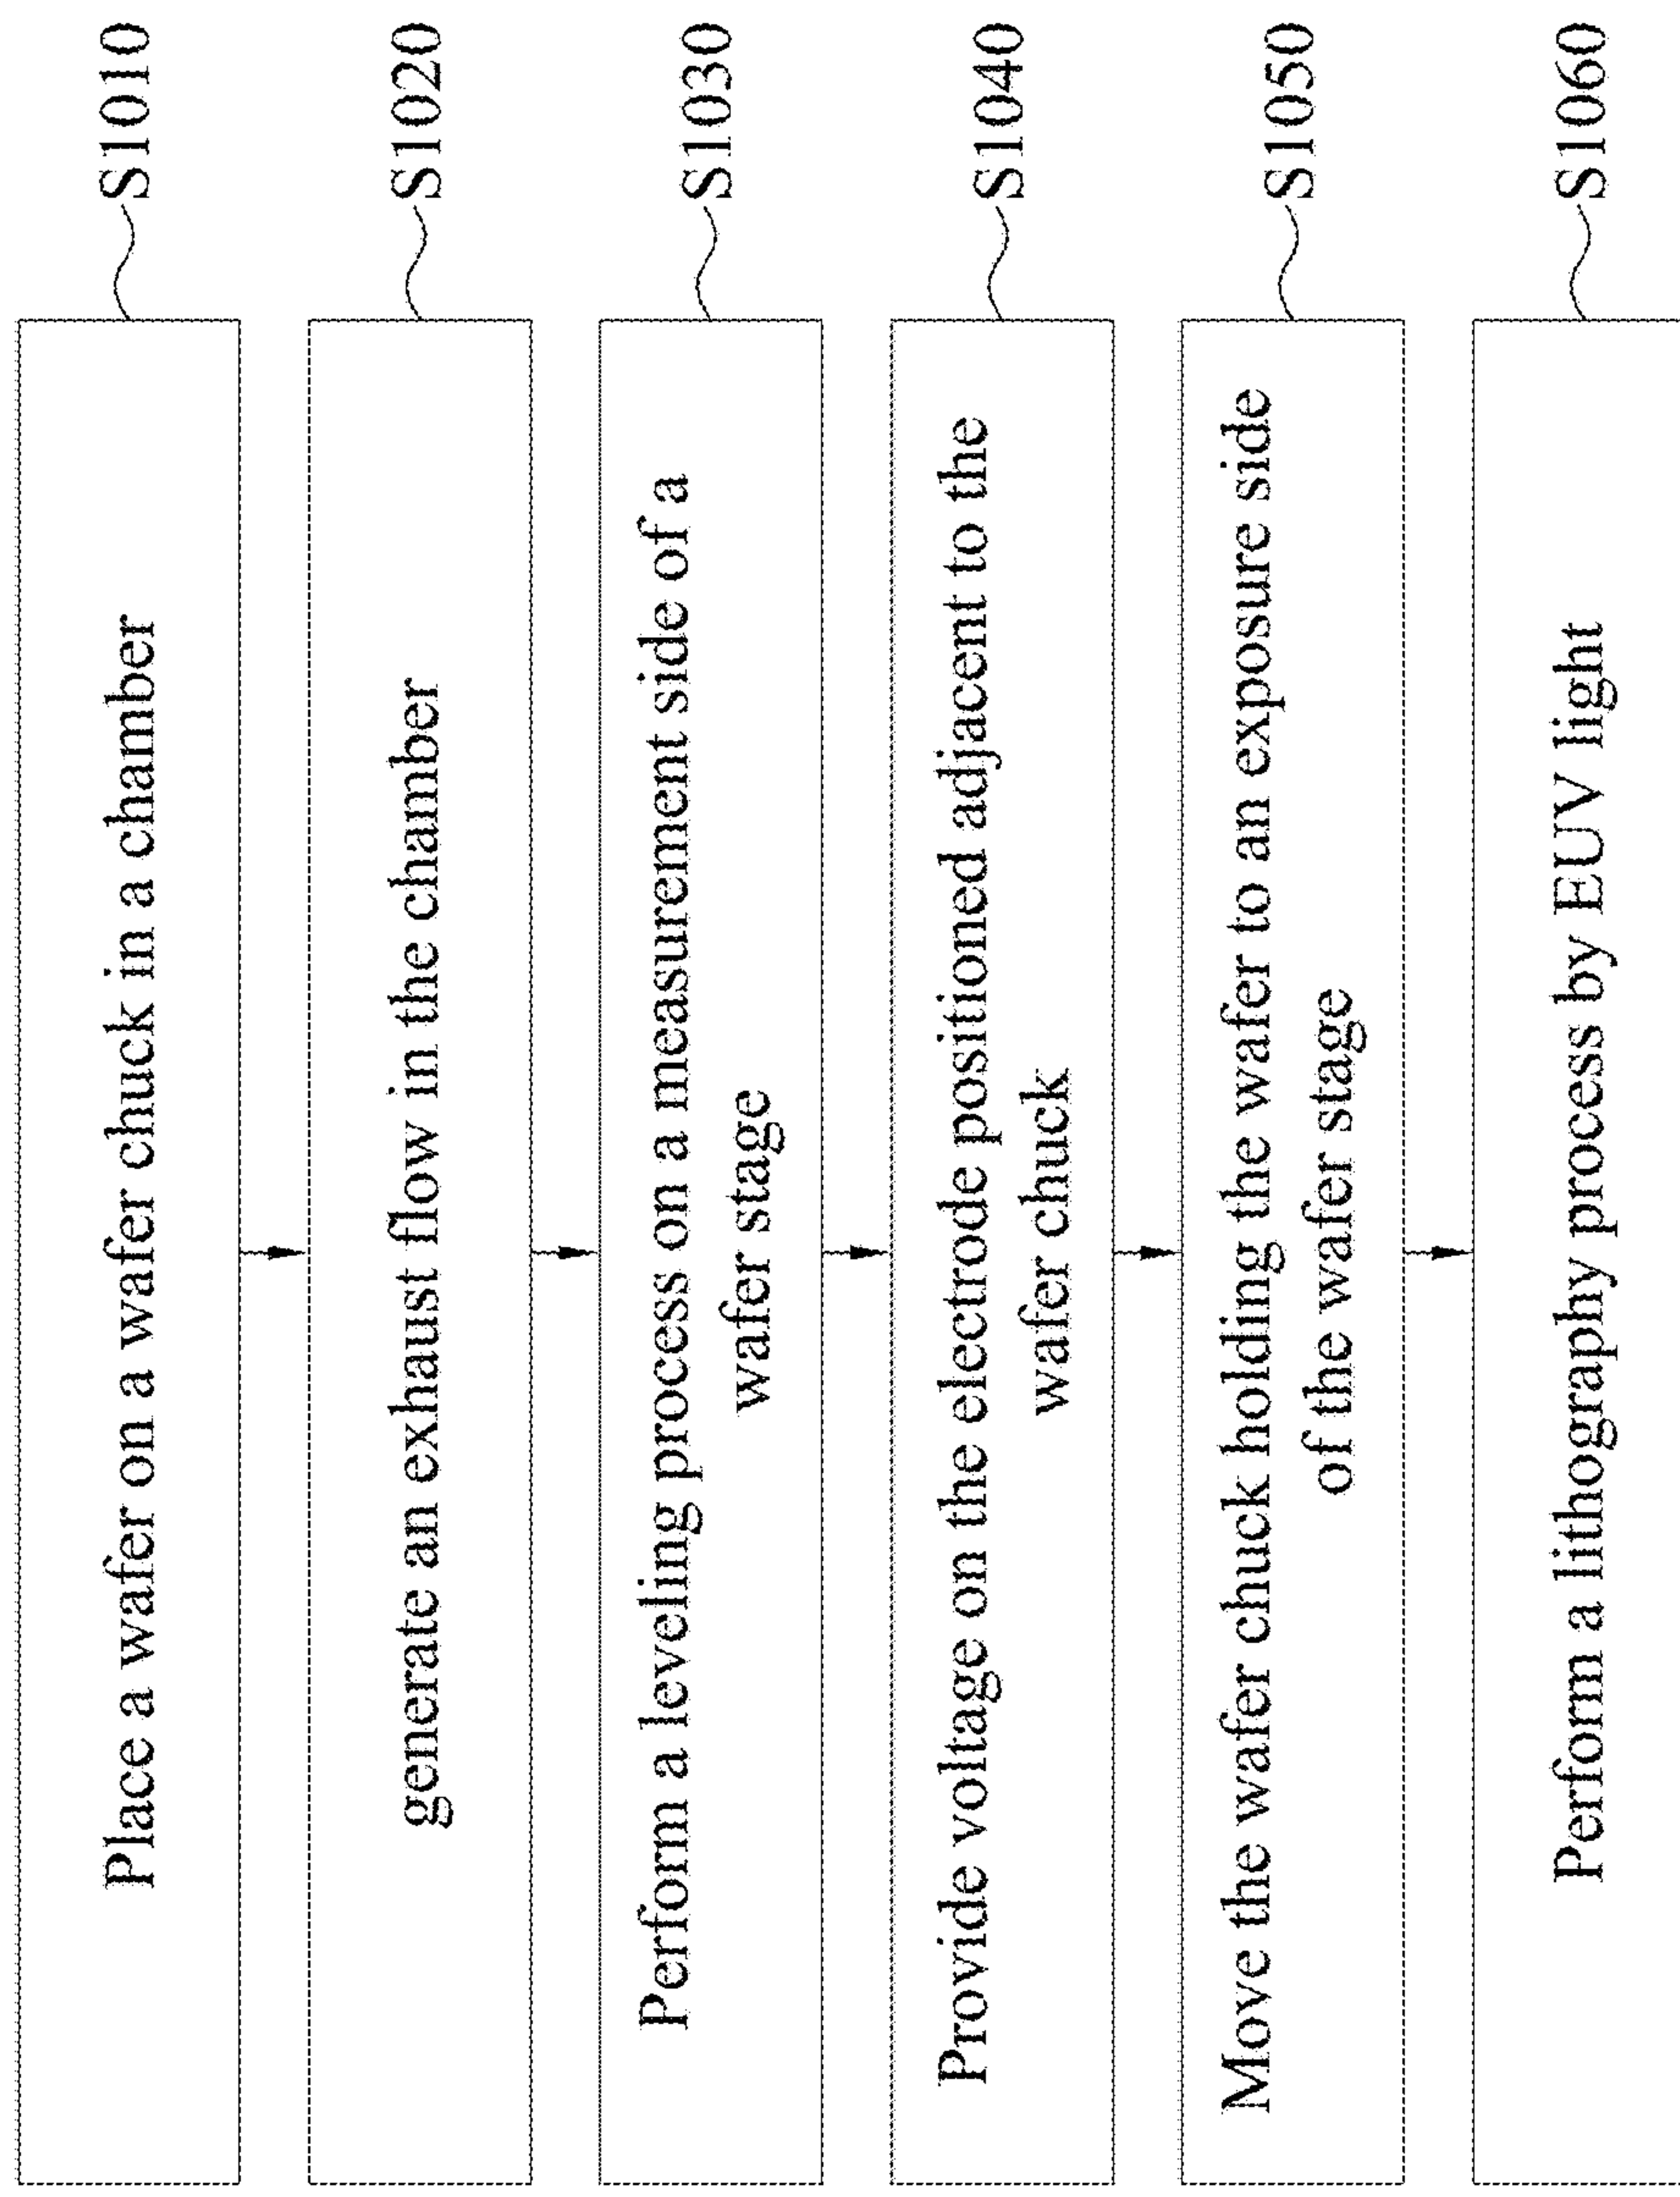 Place a wafer on a wafer chuck in a chamber
S1010
generate an exhaust flow in the chamber
S1020
Perform a leveling process on a measurement side of a
wafer stage
S1030
Provide voltage on the electrode positioned adjacent to the
wafer chuck
S1040
Move the wafer chuck holding the wafer to an exposure side
of the wafer stage
S1050
Perform a lithography process by EUV light
S1060